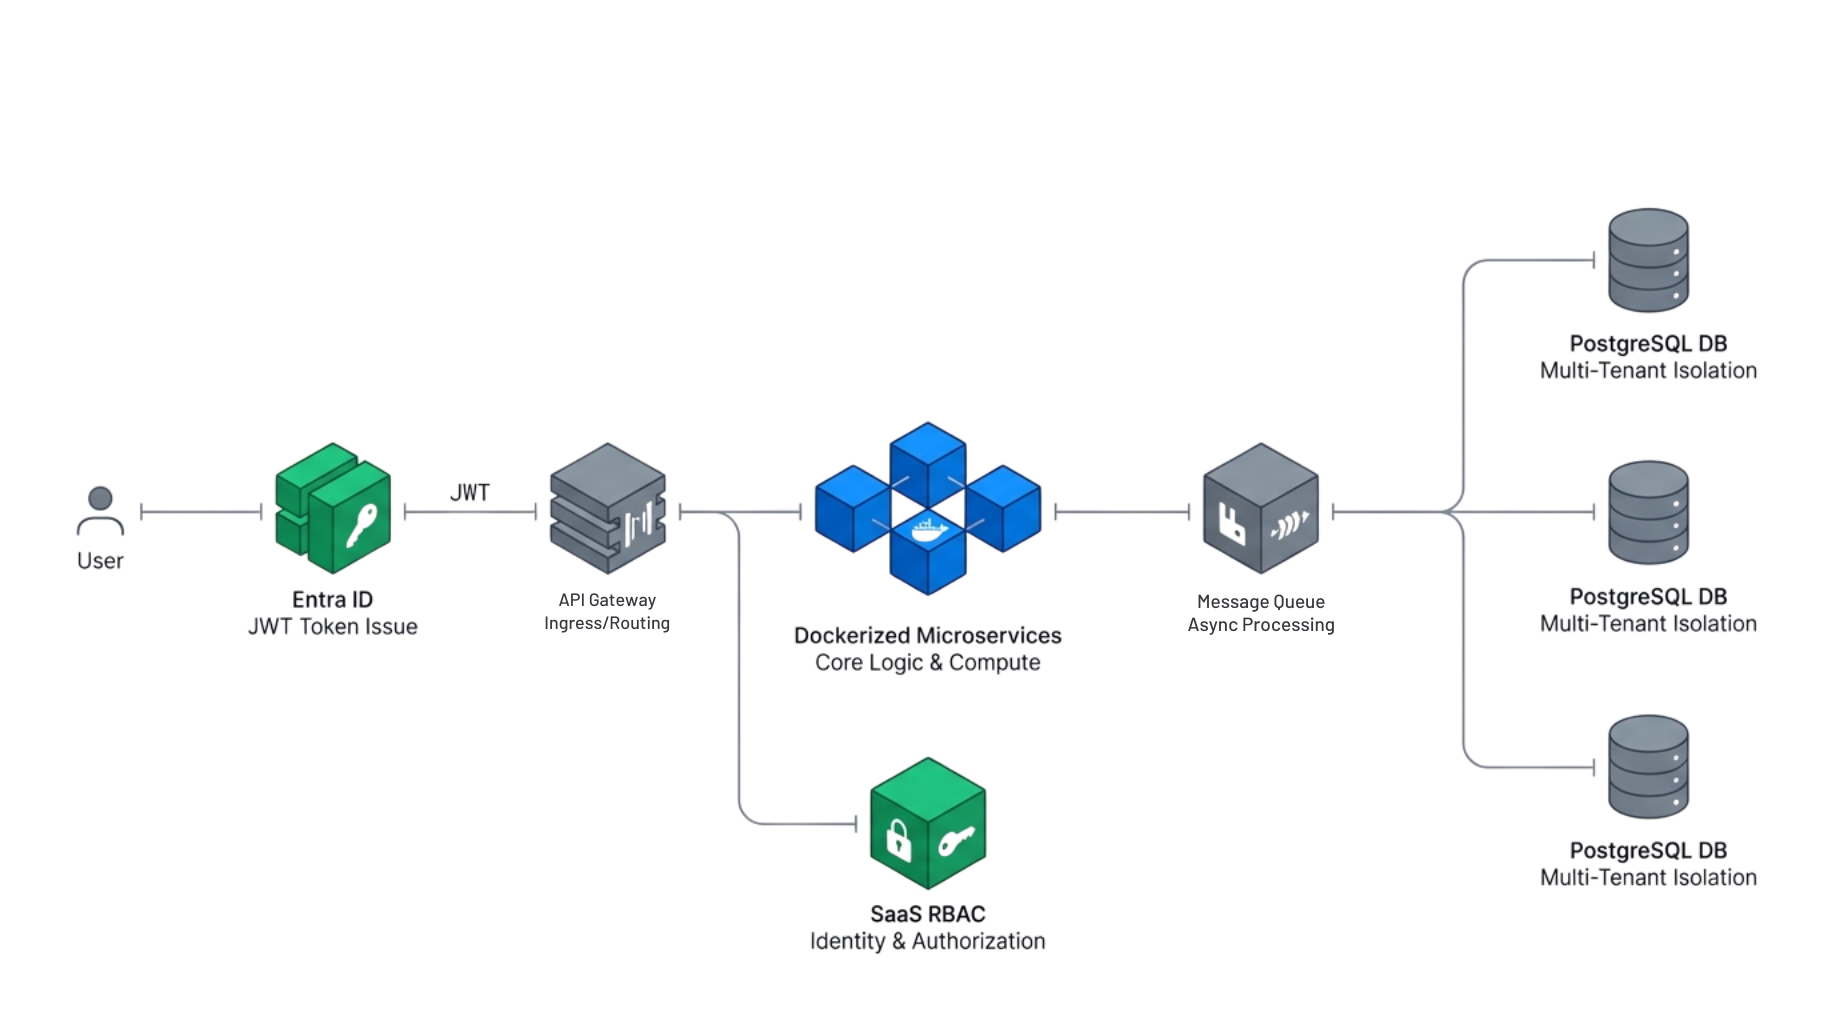 User
Entra ID
JWT Token Issue
JWT
API Gateway
Ingress/Routing
Dockerized Microservices
Core Logic & Compute
SaaS RBAC
Identity & Authorization
Message Queue
Async Processing
PostgreSQL DB
Multi-Tenant Isolation
PostgreSQL DB
Multi-Tenant Isolation
PostgreSQL DB
Multi-Tenant Isolation